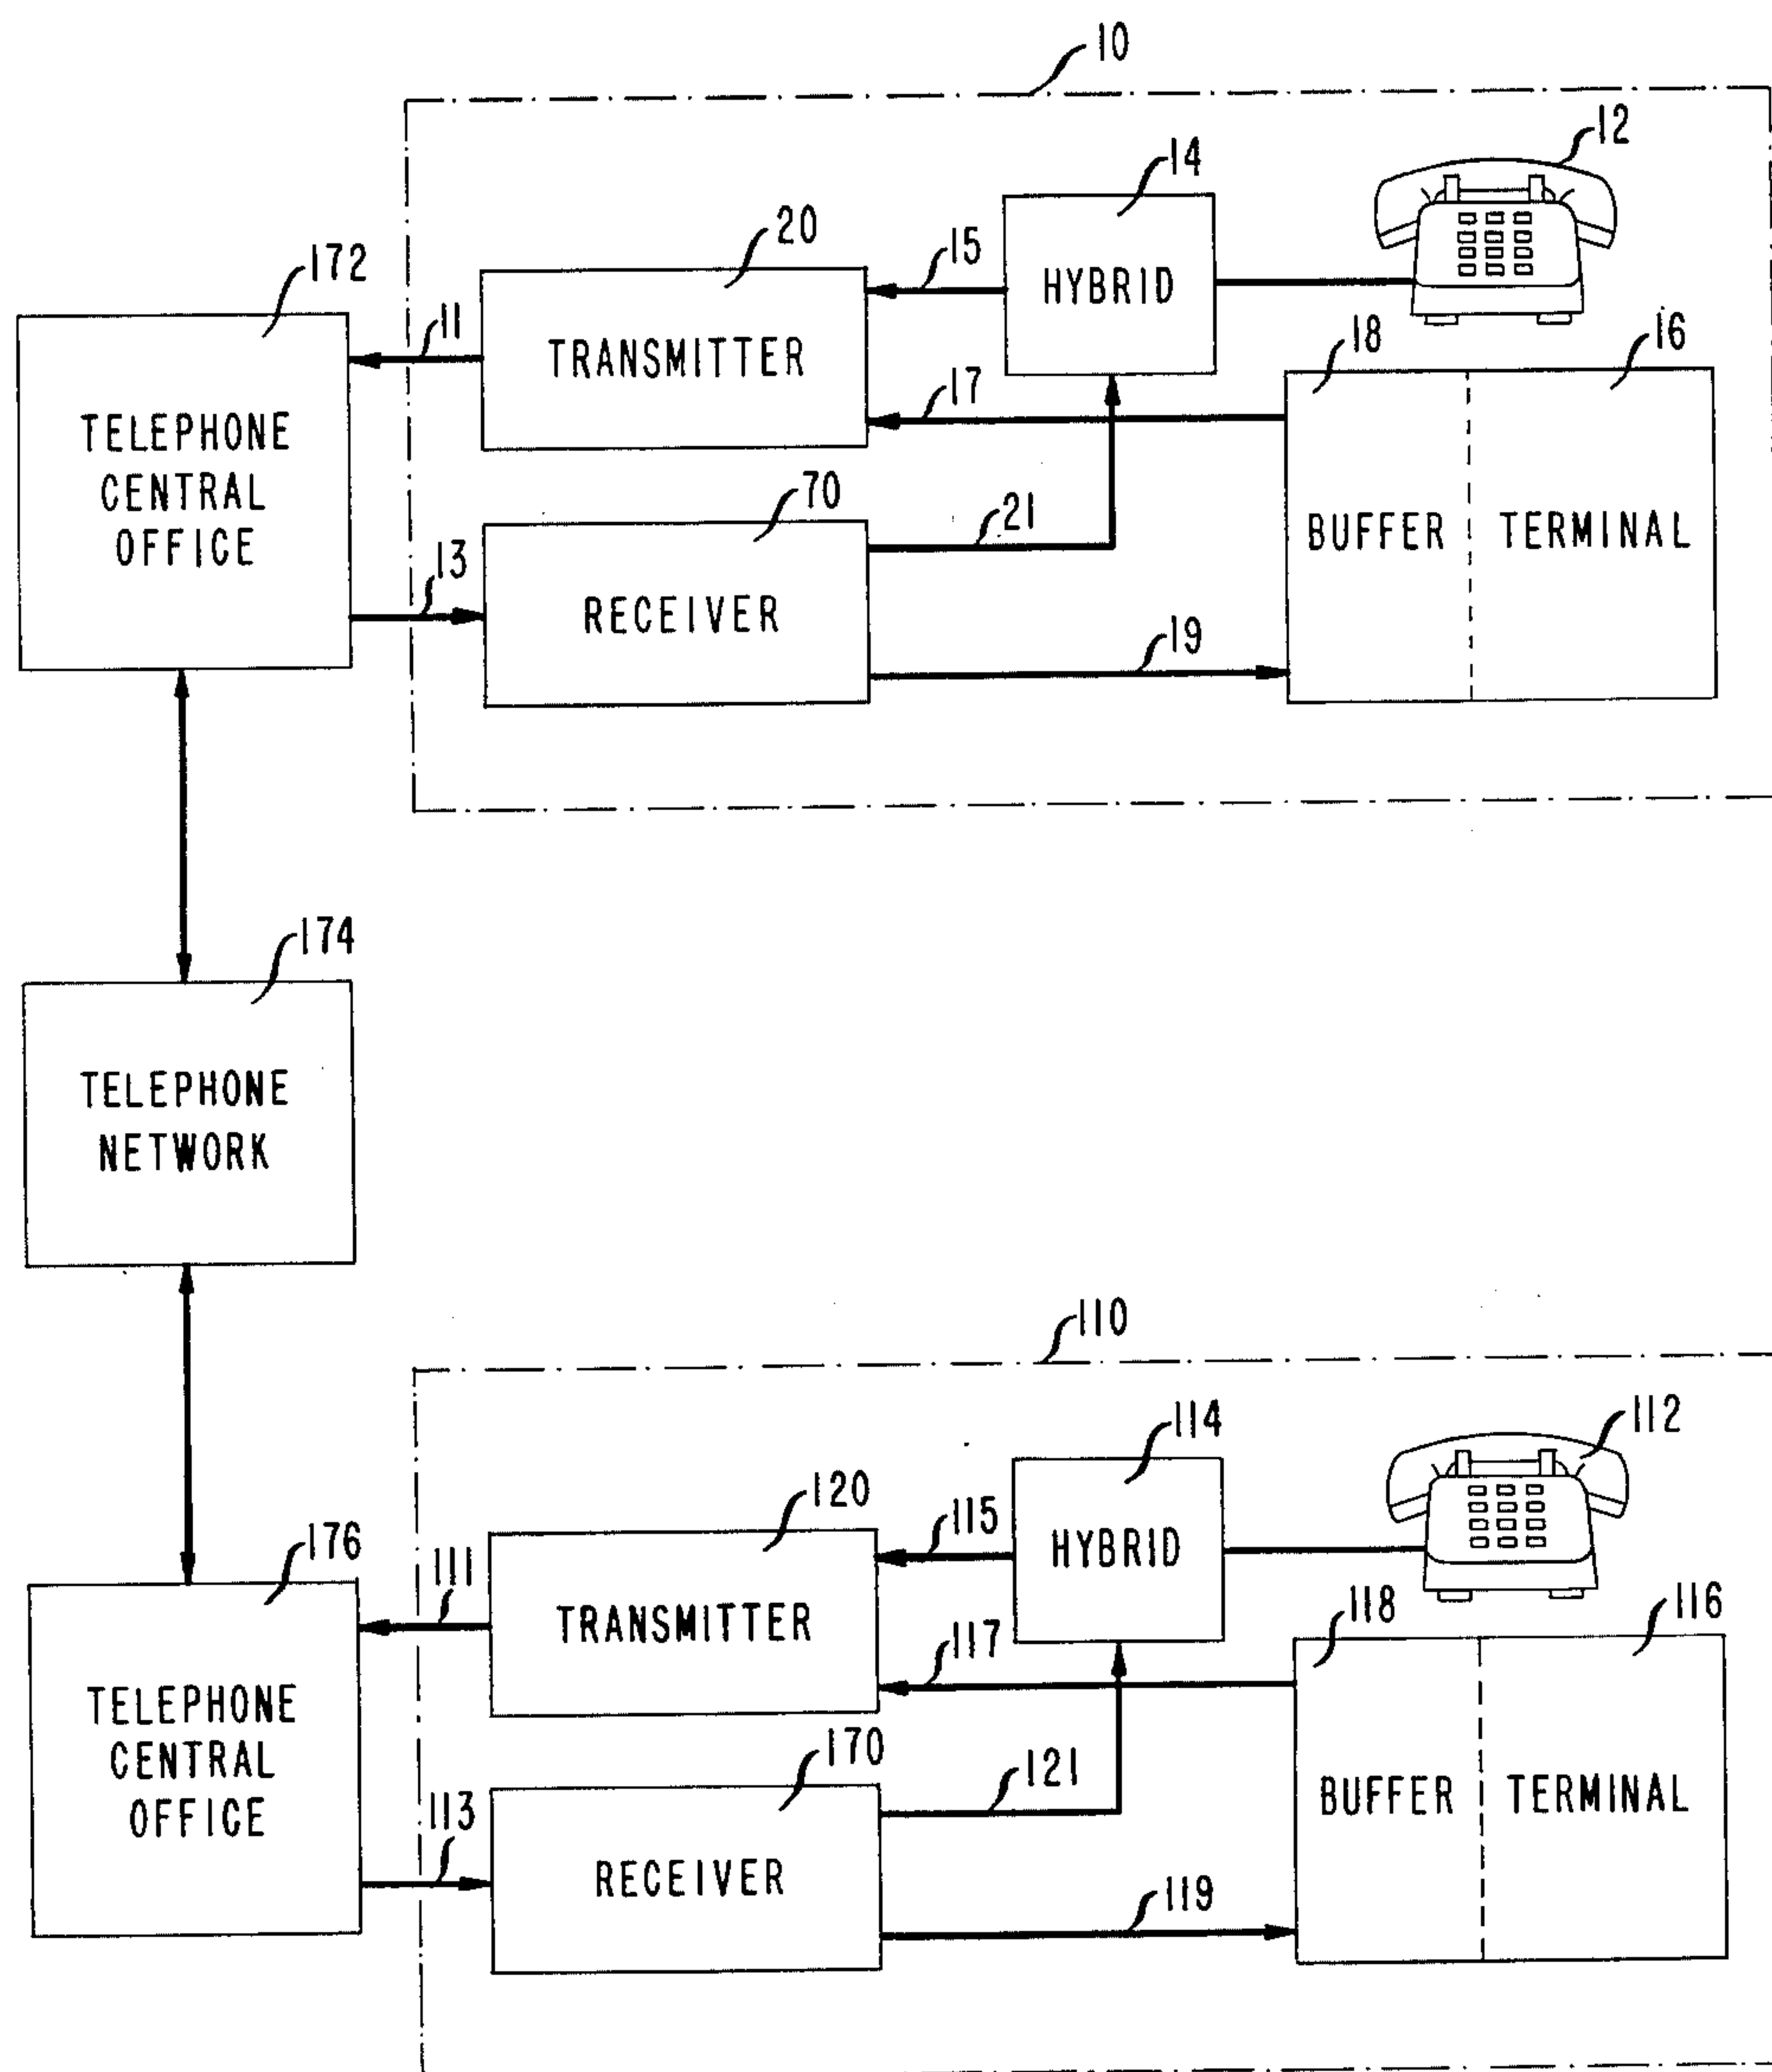 10
12
14
20
15
HYBRID
172
11
TRANSMITTER
17
18
16
TELEPHONE
CENTRAL
OFFICE
70
21
BUFFER
TERMINAL
13
RECEIVER
19
174
TELEPHONE
NETWORK
110
112
114
120
115
HYBRID
176
111
TRANSMITTER
117
118
116
TELEPHONE
CENTRAL
OFFICE
170
121
BUFFER
TERMINAL
113
RECEIVER
119